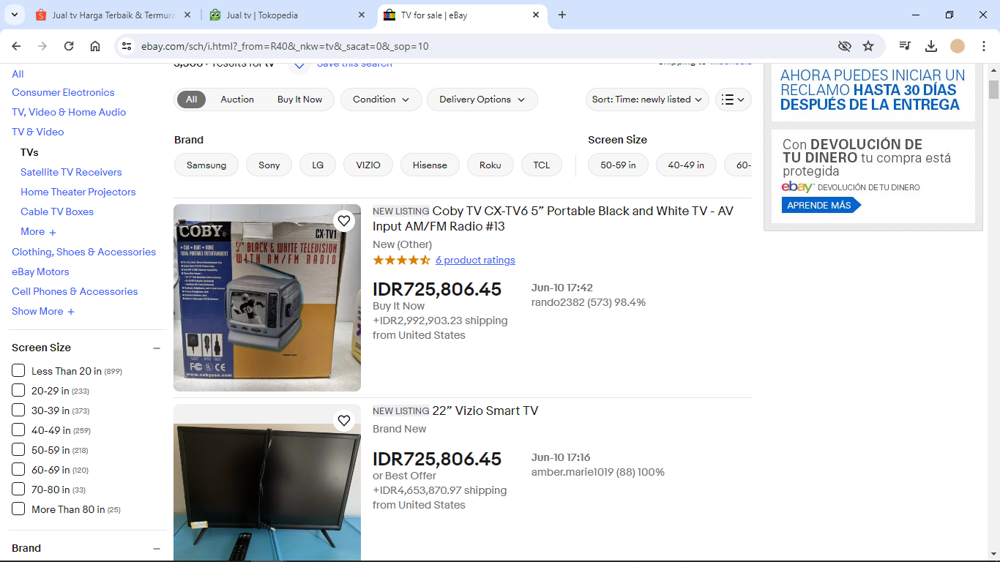 Jual tv Harga Terbaik & Termura
Jual tv | Tokopedia
TV for sale | eBay
ebay.com/sch/i.html?_from=R40&_nkw=tv&_sacat=0&_sop=10
results for tv
Save this search
All
Consumer Electronics
TV, Video & Home Audio
TV & Video
TVs
Satellite TV Receivers
Home Theater Projectors
Cable TV Boxes
More +
Clothing, Shoes & Accessories
eBay Motors
Cell Phones & Accessories
Show More +
Screen Size
Less Than 20 in (899)
20-29 in (233)
30-39 in (373)
40-49 in (259)
50-59 in (218)
60-69 in (120)
70-80 in (33)
More Than 80 in (25)
Brand
All
Auction
Buy It Now
Condition
Delivery Options
Sort: Time: newly listed
Brand
Samsung
Sony
LG
VIZIO
Hisense
Roku
TCL
Screen Size
50-59 in
40-49 in
60-
COBY
CX-TV1
5" BLACK & WHITE TELEVISION
WITH AM/FM RADIO
• CAR • BOAT • HOME
TOTAL PORTABLE ENTERTAINMENT
FC
CE
www.cobyusa.com
NEW LISTING Coby TV CX-TV6 5” Portable Black and White TV - AV
Input AM/FM Radio #13
New (Other)
6 product ratings
IDR725,806.45
Buy It Now
+IDR2,992,903.23 shipping
from United States
Jun-10 17:42
rando2382 (573) 98.4%
NEW LISTING 22” Vizio Smart TV
Brand New
IDR725,806.45
or Best Offer
+IDR4,653,870.97 shipping
from United States
Jun-10 17:16
amber.marie1019 (88) 100%
AHORA PUEDES INICIAR UN
RECLAMO HASTA 30 DÍAS
DESPUÉS DE LA ENTREGA
Con DEVOLUCIÓN DE
TU DINERO tu compra está
protegida
ebay DEVOLUCIÓN DE TU DINERO
APRENDE MÁS